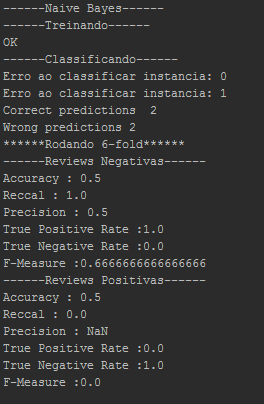 ------Naive Bayes------
------Treinando------
OK
------Classificando------
Erro ao classificar instancia: 0
Erro ao classificar instancia: 1
Correct predictions  2
Wrong predictions 2
******Rodando 6-fold******
------Reviews Negativas------
Accuracy : 0.5
Reccal : 1.0
Precision : 0.5
True Positive Rate :1.0
True Negative Rate :0.0
F-Measure :0.6666666666666666
------Reviews Positivas------
Accuracy : 0.5
Reccal : 0.0
Precision : NaN
True Positive Rate :0.0
True Negative Rate :1.0
F-Measure :0.0